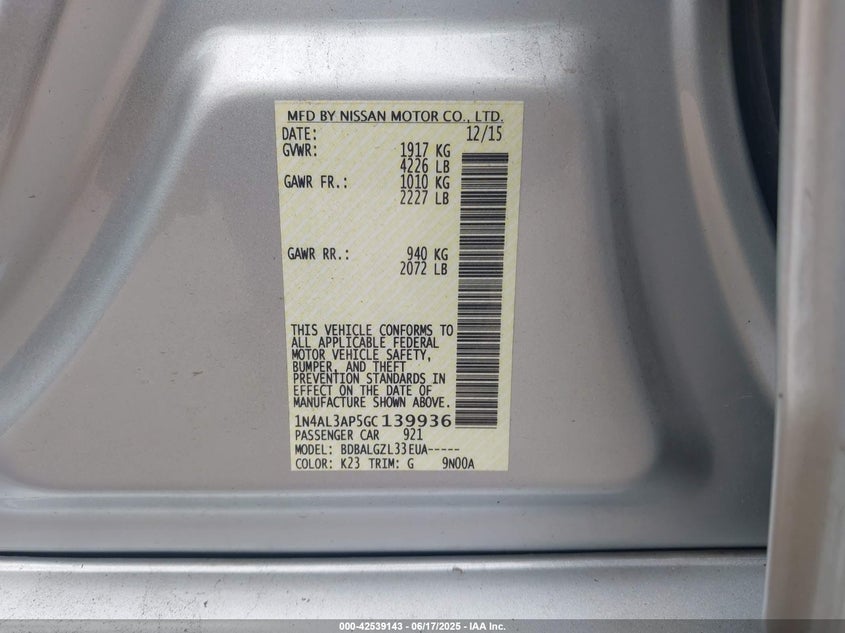 MFD BY NISSAN MOTOR CO., LTD.
DATE: 12/15
GVWR: 1917 KG
4226 LB
GAWR FR.: 1010 KG
2227 LB
GAWR RR.: 940 KG
2072 LB
THIS VEHICLE CONFORMS TO
ALL APPLICABLE FEDERAL
MOTOR VEHICLE SAFETY,
BUMPER, AND THEFT
PREVENTION STANDARDS IN
EFFECT ON THE DATE OF
MANUFACTURE SHOWN ABOVE.
1N4AL3AP5GC139936
PASSENGER CAR 921
MODEL: BDBALGZL33EUA-----
COLOR: K23 TRIM: G 9N00A
000-42539143 - 06/17/2025 - IAA Inc.